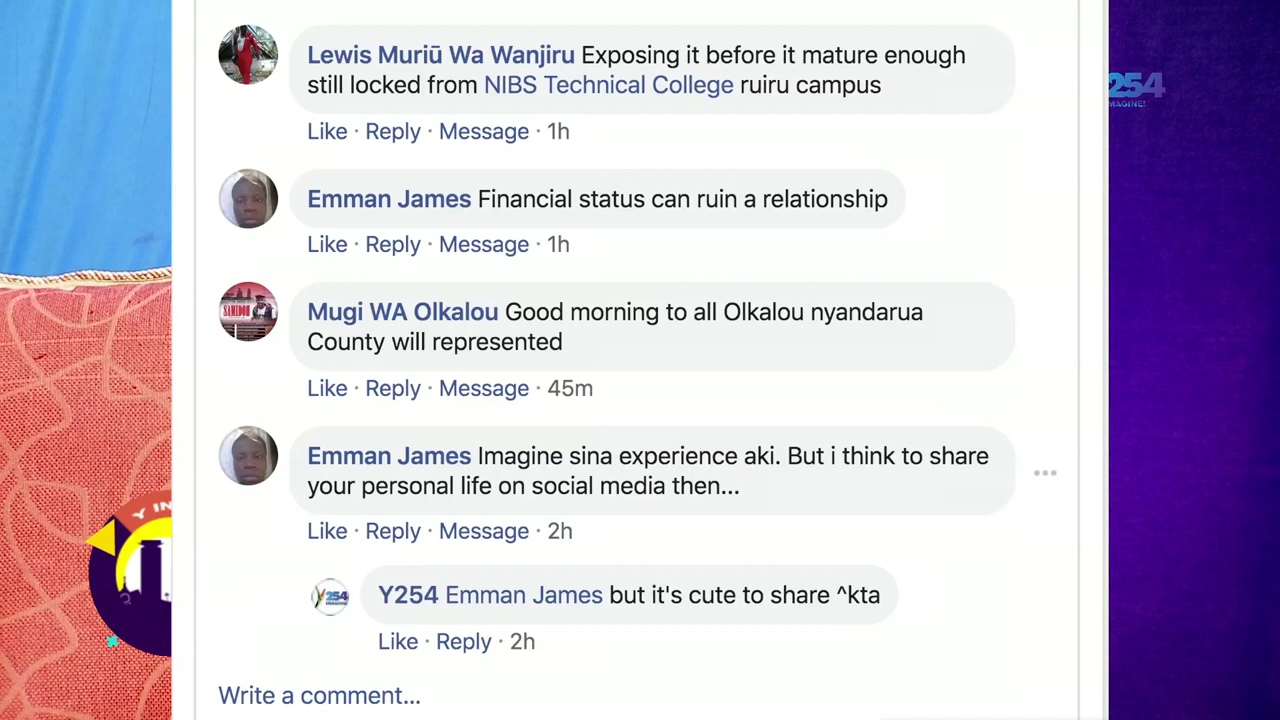 Lewis Muriū Wa Wanjiru Exposing it before it mature enough
still locked from NIBS Technical College ruiru campus
Like · Reply · Message · 1h
254
IMAGINE!
Emman James Financial status can ruin a relationship
Like · Reply · Message · 1h
SAMIDOH
Mugi WA Olkalou Good morning to all Olkalou nyandarua
County will represented
Like · Reply · Message · 45m
Emman James Imagine sina experience aki. But i think to share
your personal life on social media then...
Like · Reply · Message · 2h
Y IN
Y254 Emman James but it's cute to share ^kta
Like · Reply · 2h
Write a comment...